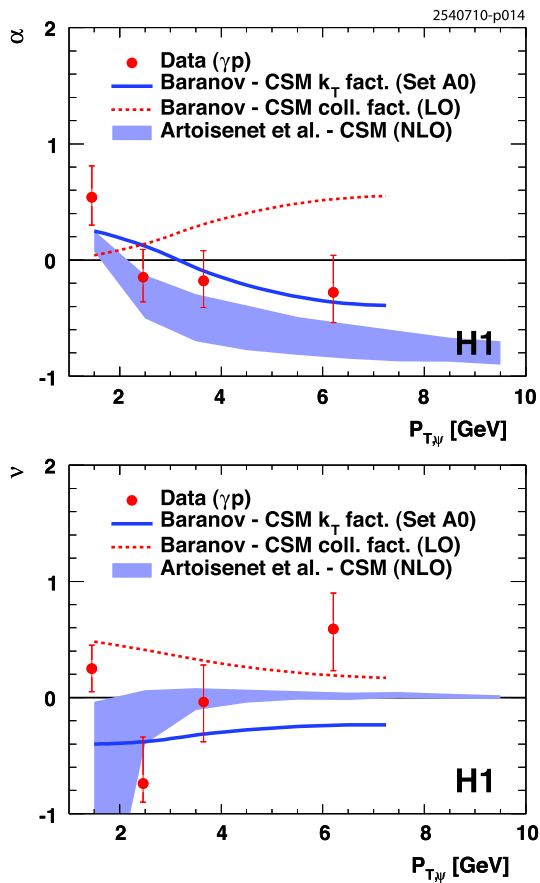 2540710-p014
α
2
Data (γp)
Baranov - CSM k_T fact. (Set A0)
Baranov - CSM coll. fact. (LO)
Artoisenet et al. - CSM (NLO)
1
0
H1
-1
2 4 6 8 10
P_T,ψ [GeV]
ν
2
Data (γp)
Baranov - CSM k_T fact. (Set A0)
Baranov - CSM coll. fact. (LO)
Artoisenet et al. - CSM (NLO)
1
0
H1
-1
2 4 6 8 10
P_T,ψ [GeV]